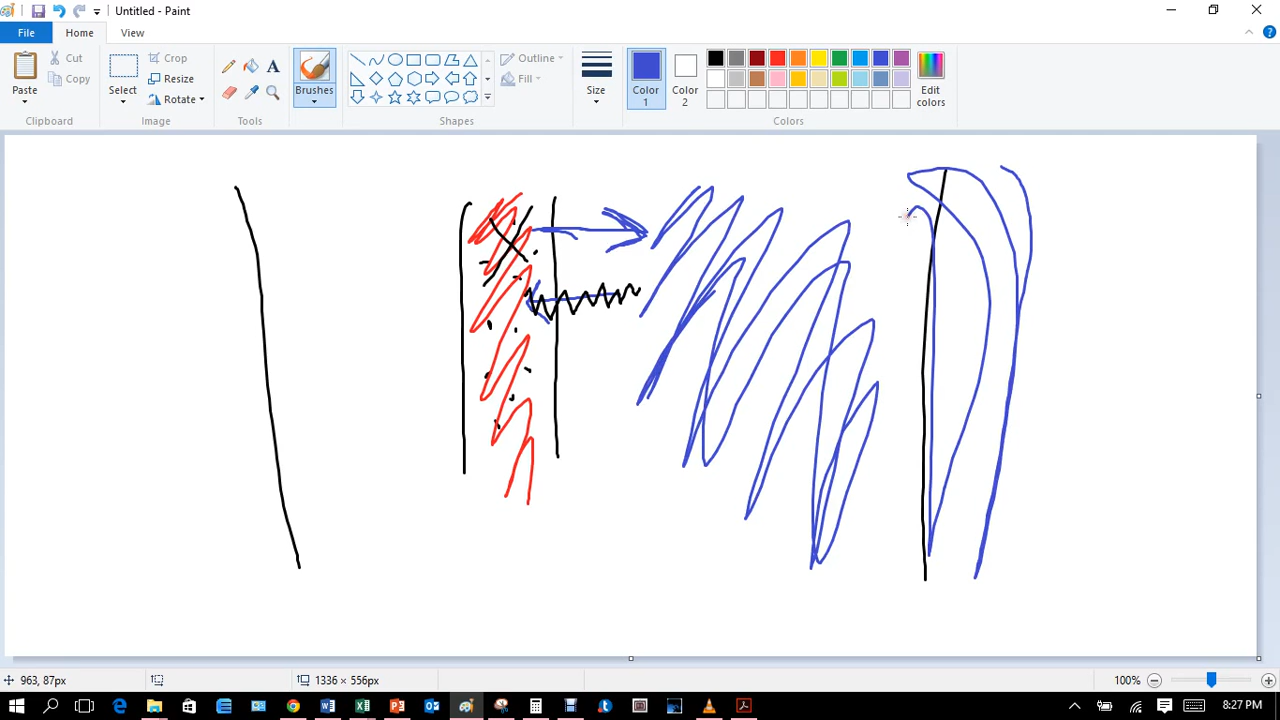 Untitled - Paint
File
Home
View
Paste
Cut
Copy
Clipboard
Select
Crop
Resize
Rotate
Image
A
Tools
Brushes
Outline
Fill
Shapes
Size
Color
1
Color
2
Edit
colors
Colors
963, 87px
1336 × 556px
100%
8:27 PM